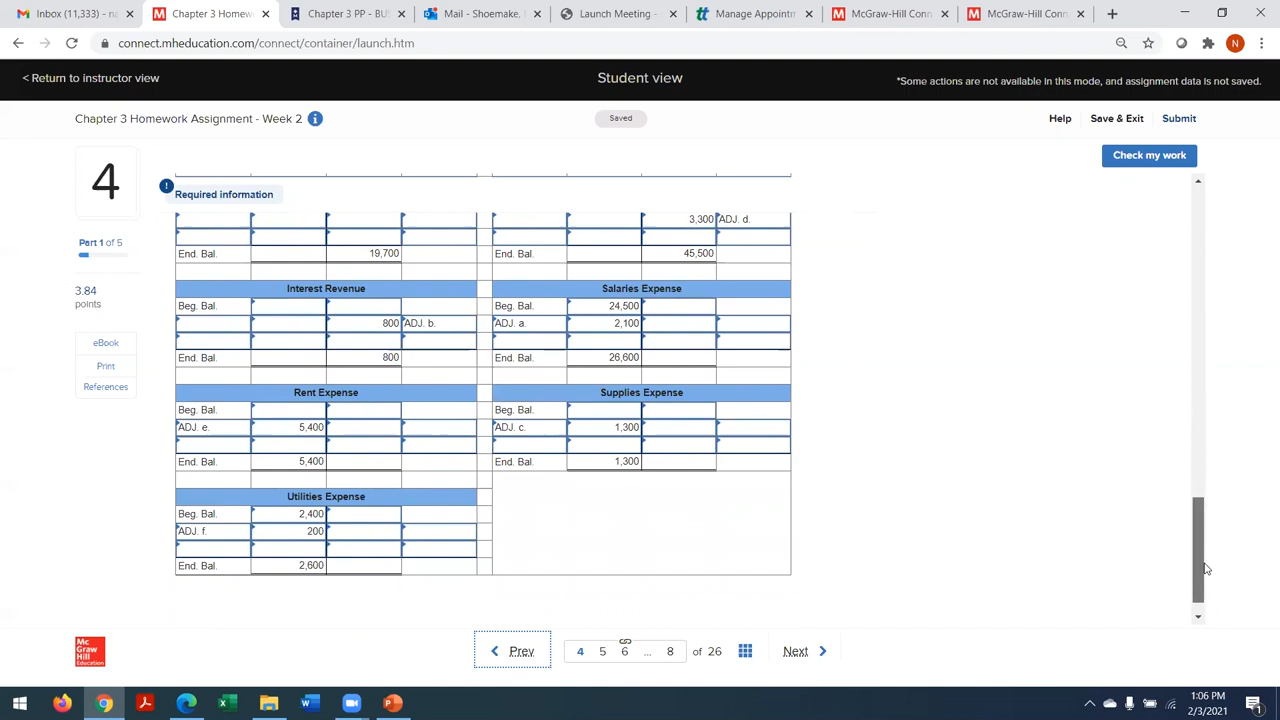 Inbox (11,333) - na
Chapter 3 Homew
Chapter 3 PP - BUS
Mail - Shoemake,
Launch Meeting -
Manage Appointm
McGraw-Hill Conn
McGraw-Hill Conn
connect.mheducation.com/connect/container/launch.htm
N
< Return to instructor view
Student view
*Some actions are not available in this mode, and assignment data is not saved.
Chapter 3 Homework Assignment - Week 2 i
Saved
Help
Save & Exit
Submit
Check my work
4
! Required information
Part 1 of 5
3.84
points
eBook
Print
References
3,300 ADJ. d.
End. Bal. 19,700
End. Bal. 45,500
Interest Revenue
Salaries Expense
Beg. Bal.
Beg. Bal. 24,500
800 ADJ. b.
ADJ. a. 2,100
End. Bal. 800
End. Bal. 26,600
Rent Expense
Supplies Expense
Beg. Bal.
Beg. Bal.
ADJ. e. 5,400
ADJ. c. 1,300
End. Bal. 5,400
End. Bal. 1,300
Utilities Expense
Beg. Bal. 2,400
ADJ. f. 200
End. Bal. 2,600
Mc
Graw
Hill
Education
Prev
4 5 6 ... 8 of 26
Next
1:06 PM
2/3/2021
1